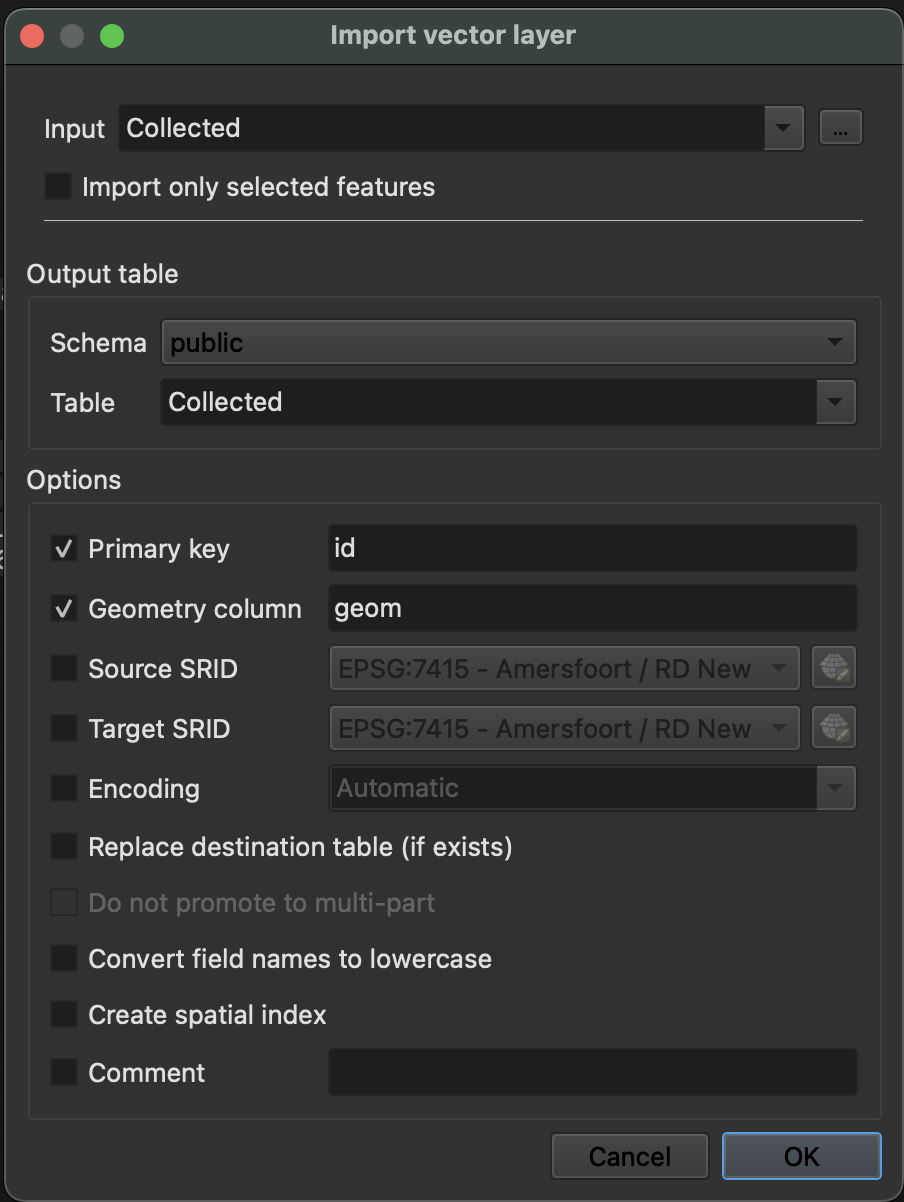 Import vector layer
Input Collected ...
Import only selected features
Output table
Schema public
Table Collected
Options
Primary key id
Geometry column geom
Source SRID EPSG:7415 - Amersfoort / RD New
Target SRID EPSG:7415 - Amersfoort / RD New
Encoding Automatic
Replace destination table (if exists)
Do not promote to multi-part
Convert field names to lowercase
Create spatial index
Comment
Cancel OK